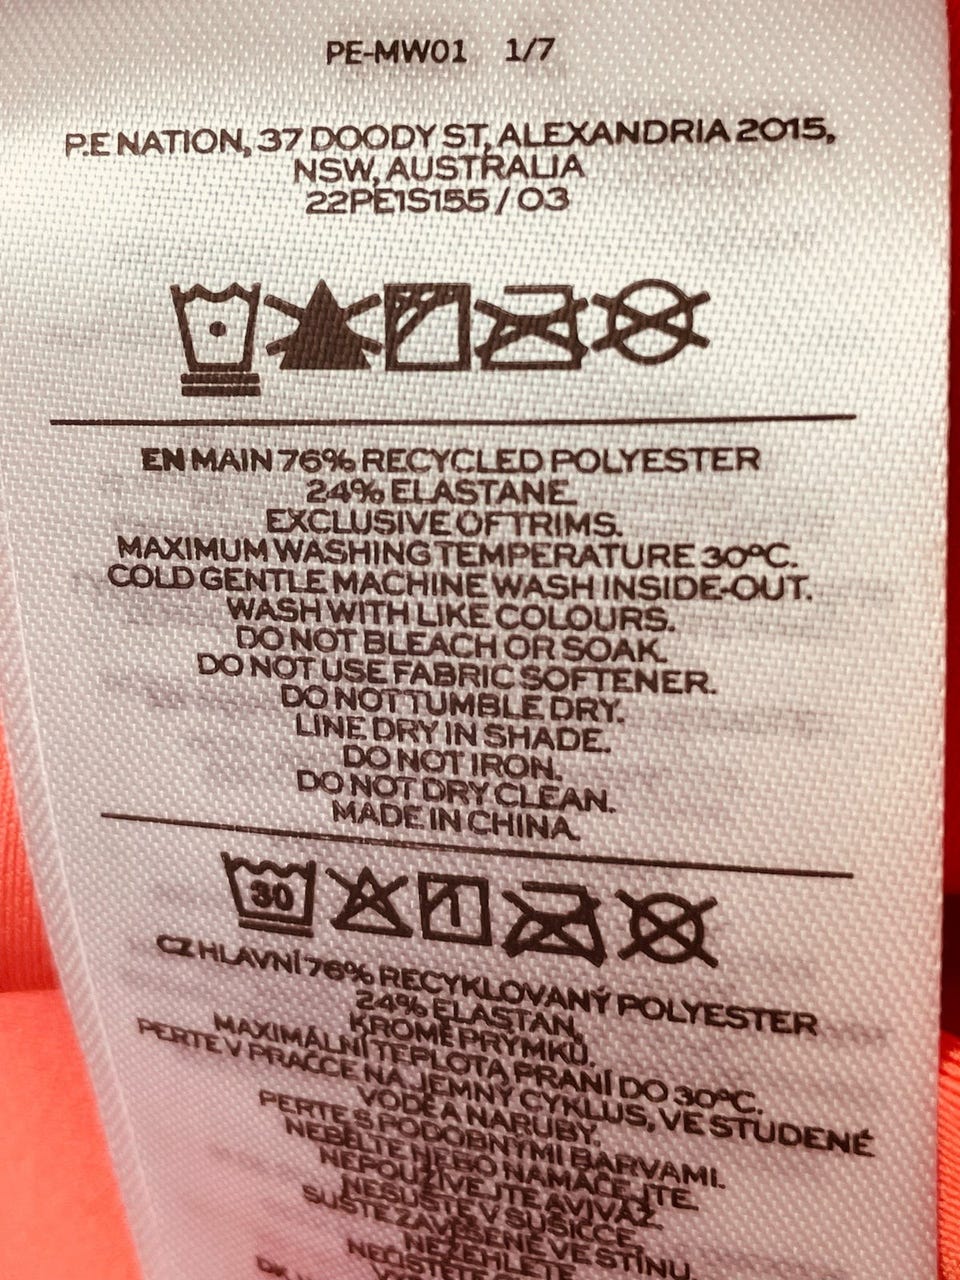 PE-MW01 1/7
P.E NATION, 37 DOODY ST, ALEXANDRIA 2015,
NSW, AUSTRALIA
22PE1S155 / 03
EN MAIN 76% RECYCLED POLYESTER
24% ELASTANE.
EXCLUSIVE OF TRIMS.
MAXIMUM WASHING TEMPERATURE 30°C.
COLD GENTLE MACHINE WASH INSIDE-OUT.
WASH WITH LIKE COLOURS.
DO NOT BLEACH OR SOAK.
DO NOT USE FABRIC SOFTENER.
DO NOT TUMBLE DRY.
LINE DRY IN SHADE.
DO NOT IRON.
DO NOT DRY CLEAN.
MADE IN CHINA.
30
CZ HLAVNÍ 76% RECYKLOVANÝ POLYESTER
24% ELASTAN,
KROMĚ PRÝMKŮ.
MAXIMÁLNÍ TEPLOTA PRANÍ DO 30°C.
PERTE V PRAČCE NA JEMNÝ CYKLUS, VE STUDENÉ
VODĚ A NARUBY.
PERTE S PODOBNÝMI BARVAMI.
NEBĚLTE NEBO NAMÁČEJTE.
NEPOUŽÍVEJTE AVIVÁŽ.
NESUŠTE V SUŠIČCE.
SUŠTE ZAVĚŠENÉ VE STÍNU.
NEŽEHLETE
NEČISTĚTE